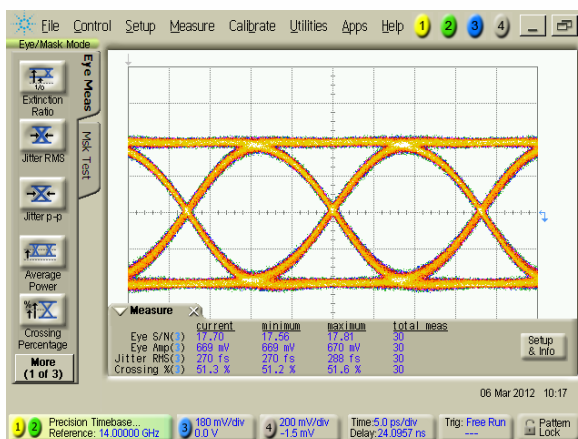 File Control Setup Measure Calibrate Utilities Apps Help 1 2 3 4
Eye/Mask Mode
Eye Meas
Msk Test
1/0
Extinction
Ratio
Jitter RMS
Jitter p-p
Average
Power
Crossing
Percentage
More
(1 of 3)
Measure
current minimum maximum total meas
Eye S/N(3) 17.70 17.56 17.81 30
Eye Amp(3) 669 mV 669 mV 670 mV 30
Jitter RMS(3) 270 fs 270 fs 288 fs 30
Crossing %(3) 51.3 % 51.2 % 51.6 % 30
Setup
& Info
06 Mar 2012 10:17
1 2 Precision Timebase...
Reference: 14.00000 GHz
3 180 mV/div
0.0 V
4 200 mV/div
-1.5 mV
Time:5.0 ps/div
Delay:24.0957 ns
Trig: Free Run
---
Pattern
Lock